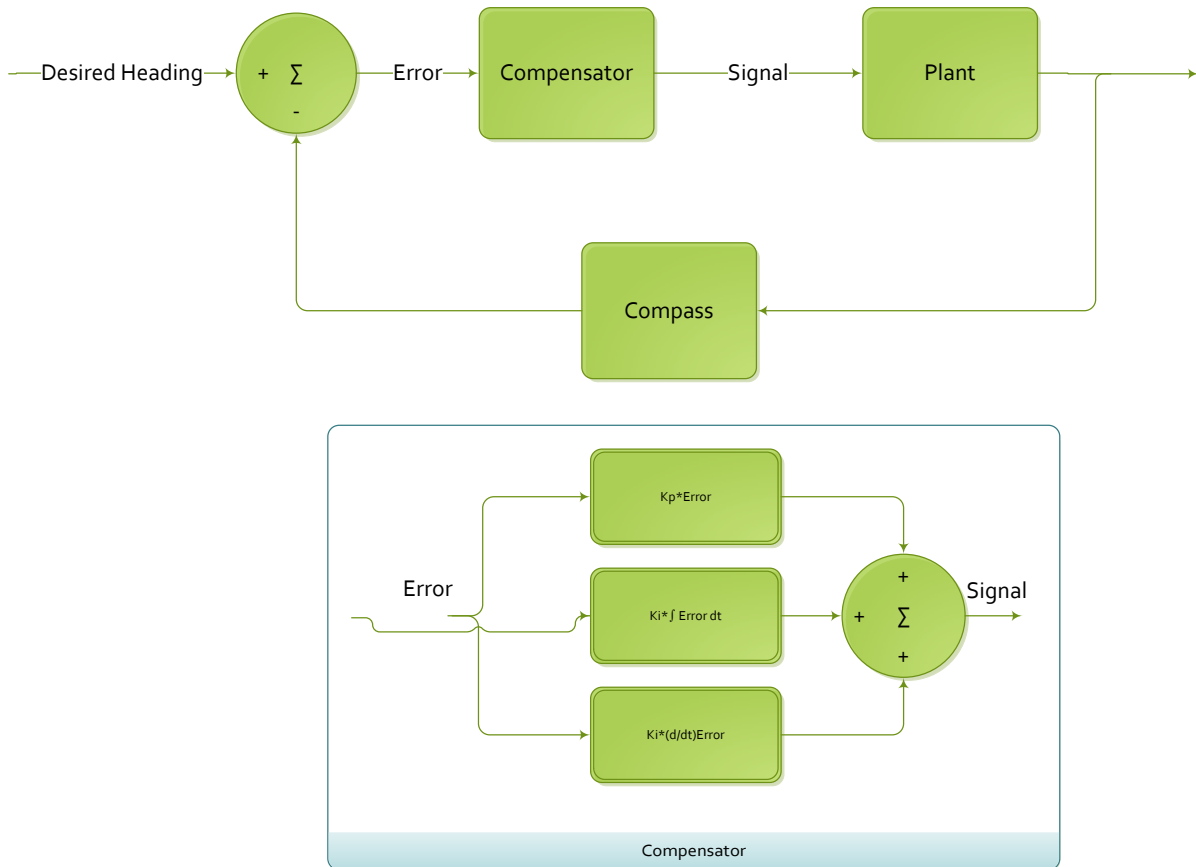 Desired Heading
+ Σ
-
Error
Compensator
Signal
Plant
Compass
Kp*Error
Error
Ki*∫ Error dt
+
+ Σ
+
Signal
Ki*(d/dt)Error
Compensator